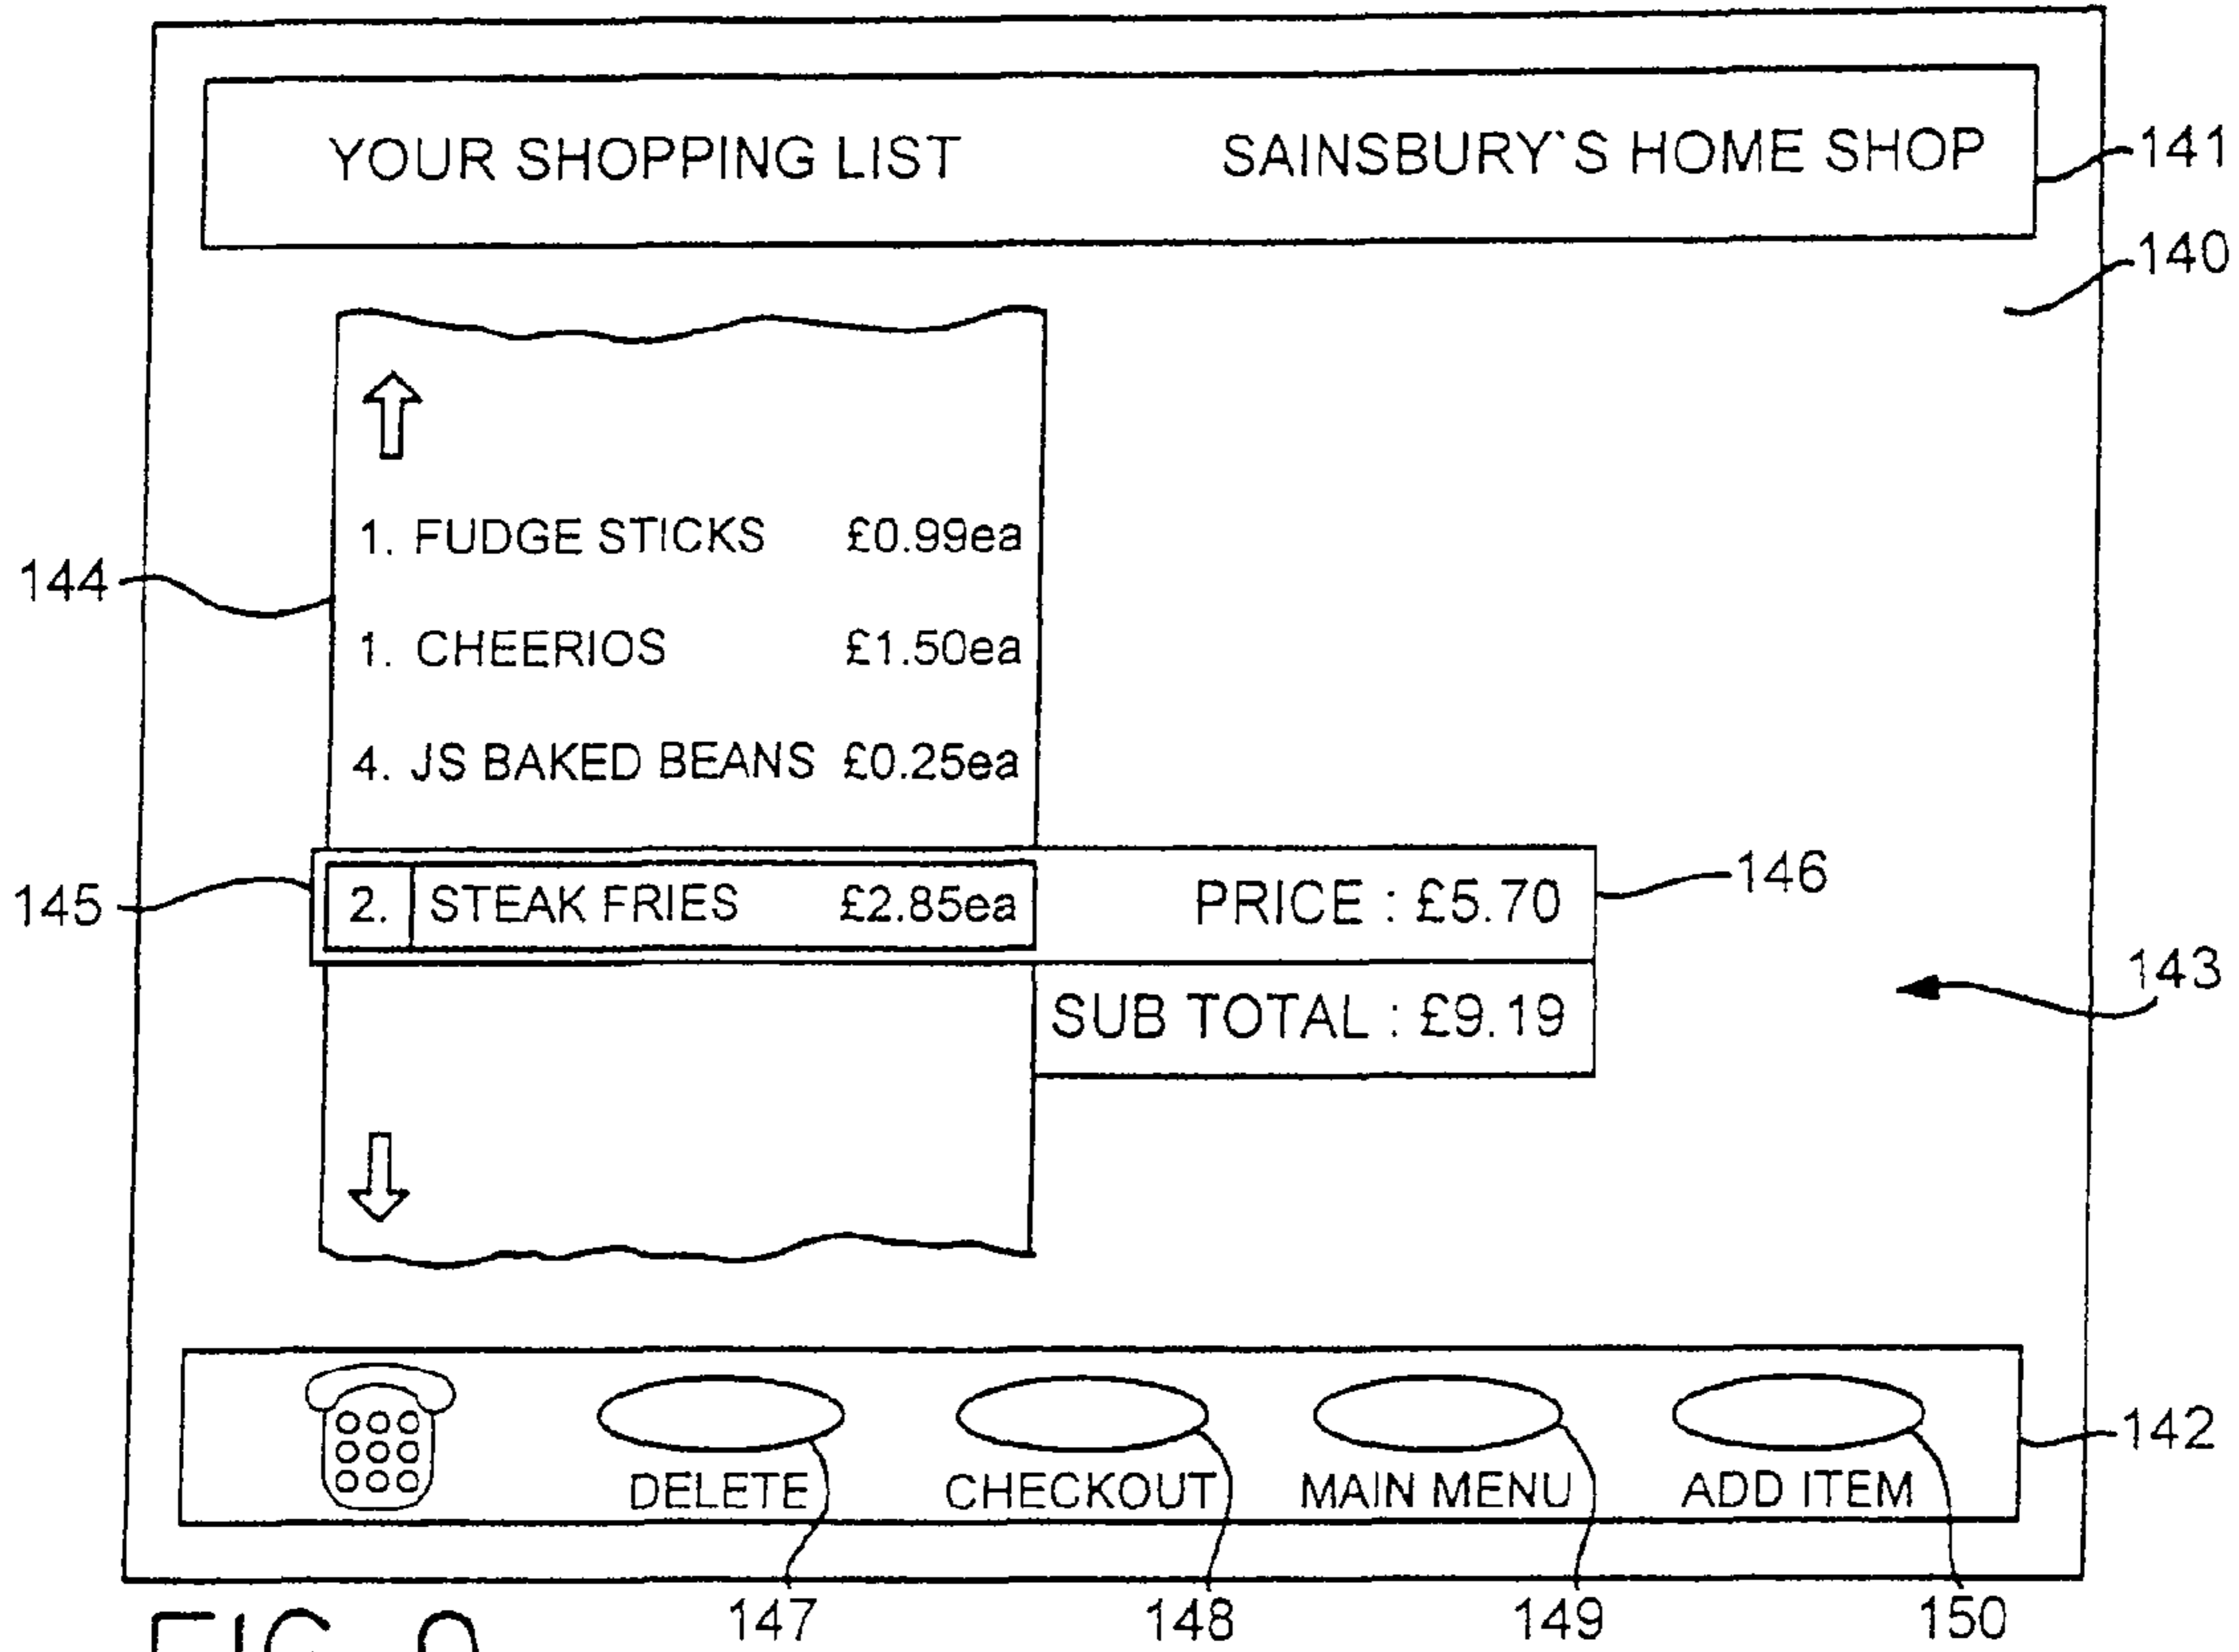 YOUR SHOPPING LIST SAINSBURY`S HOME SHOP
141
140
1. FUDGE STICKS £0.99ea
144
1. CHEERIOS £1.50ea
4. JS BAKED BEANS £0.25ea
145
2. STEAK FRIES £2.85ea PRICE : £5.70
146
143
SUB TOTAL : £9.19
142
DELETE CHECKOUT MAIN MENU ADD ITEM
147 148 149 150